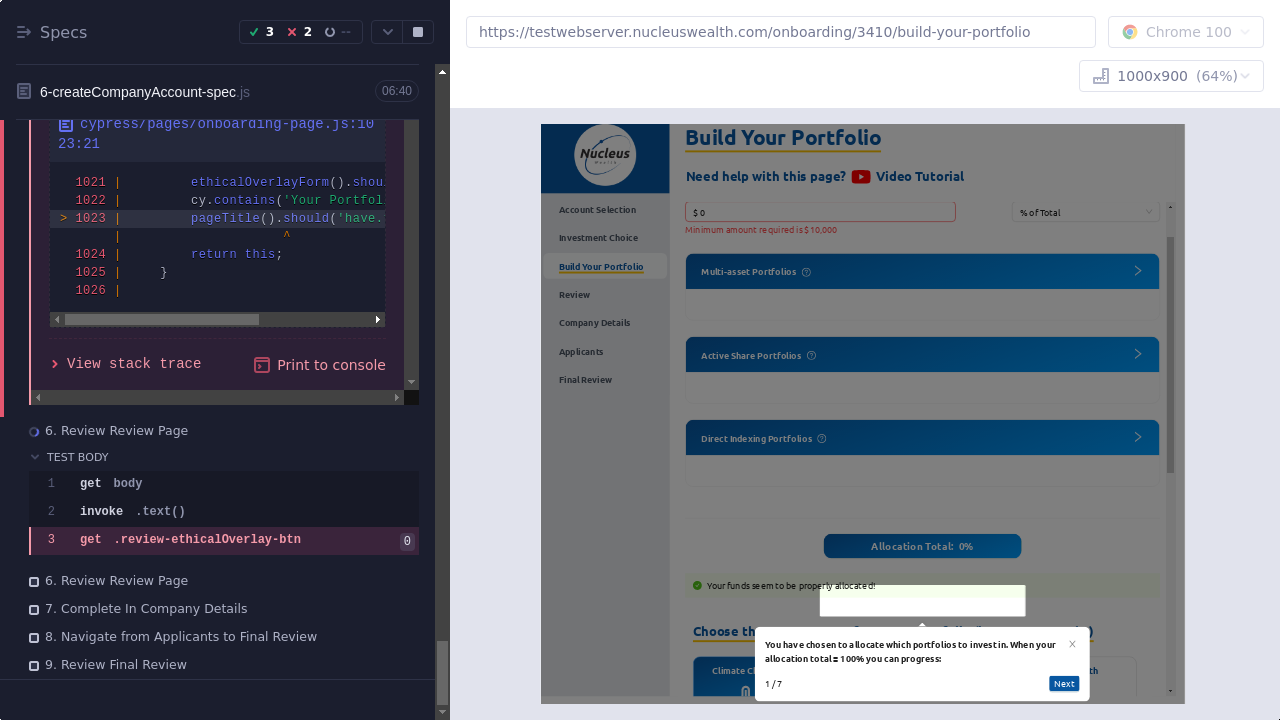 Specs
3
2
--
6-createCompanyAccount-spec.js
06:40
cypress/pages/onboarding-page.js:10
23:21
1021 | ethicalOverlayForm().shou
1022 | cy.contains('Your Portfol
> 1023 | pageTitle().should('have.
| ^
1024 | return this;
1025 | }
1026 |
View stack trace
Print to console
6. Review Review Page
TEST BODY
1 get body
2 invoke .text()
3 get .review-ethicalOverlay-btn 0
6. Review Review Page
7. Complete In Company Details
8. Navigate from Applicants to Final Review
9. Review Final Review
https://testwebserver.nucleuswealth.com/onboarding/3410/build-your-portfolio
Chrome 100
1000x900 (64%)
Nucleus
Wealth
Account Selection
Investment Choice
Build Your Portfolio
Review
Company Details
Applicants
Final Review
Build Your Portfolio
Need help with this page? Video Tutorial
$ 0
% of Total
Minimum amount required is $ 10,000
Multi-asset Portfolios
Active Share Portfolios
Direct Indexing Portfolios
Allocation Total: 0%
Your funds seem to be properly allocated!
Choose th
Climate Cl
th
You have chosen to allocate which portfolios to invest in. When your
allocation total = 100% you can progress:
1 / 7
Next